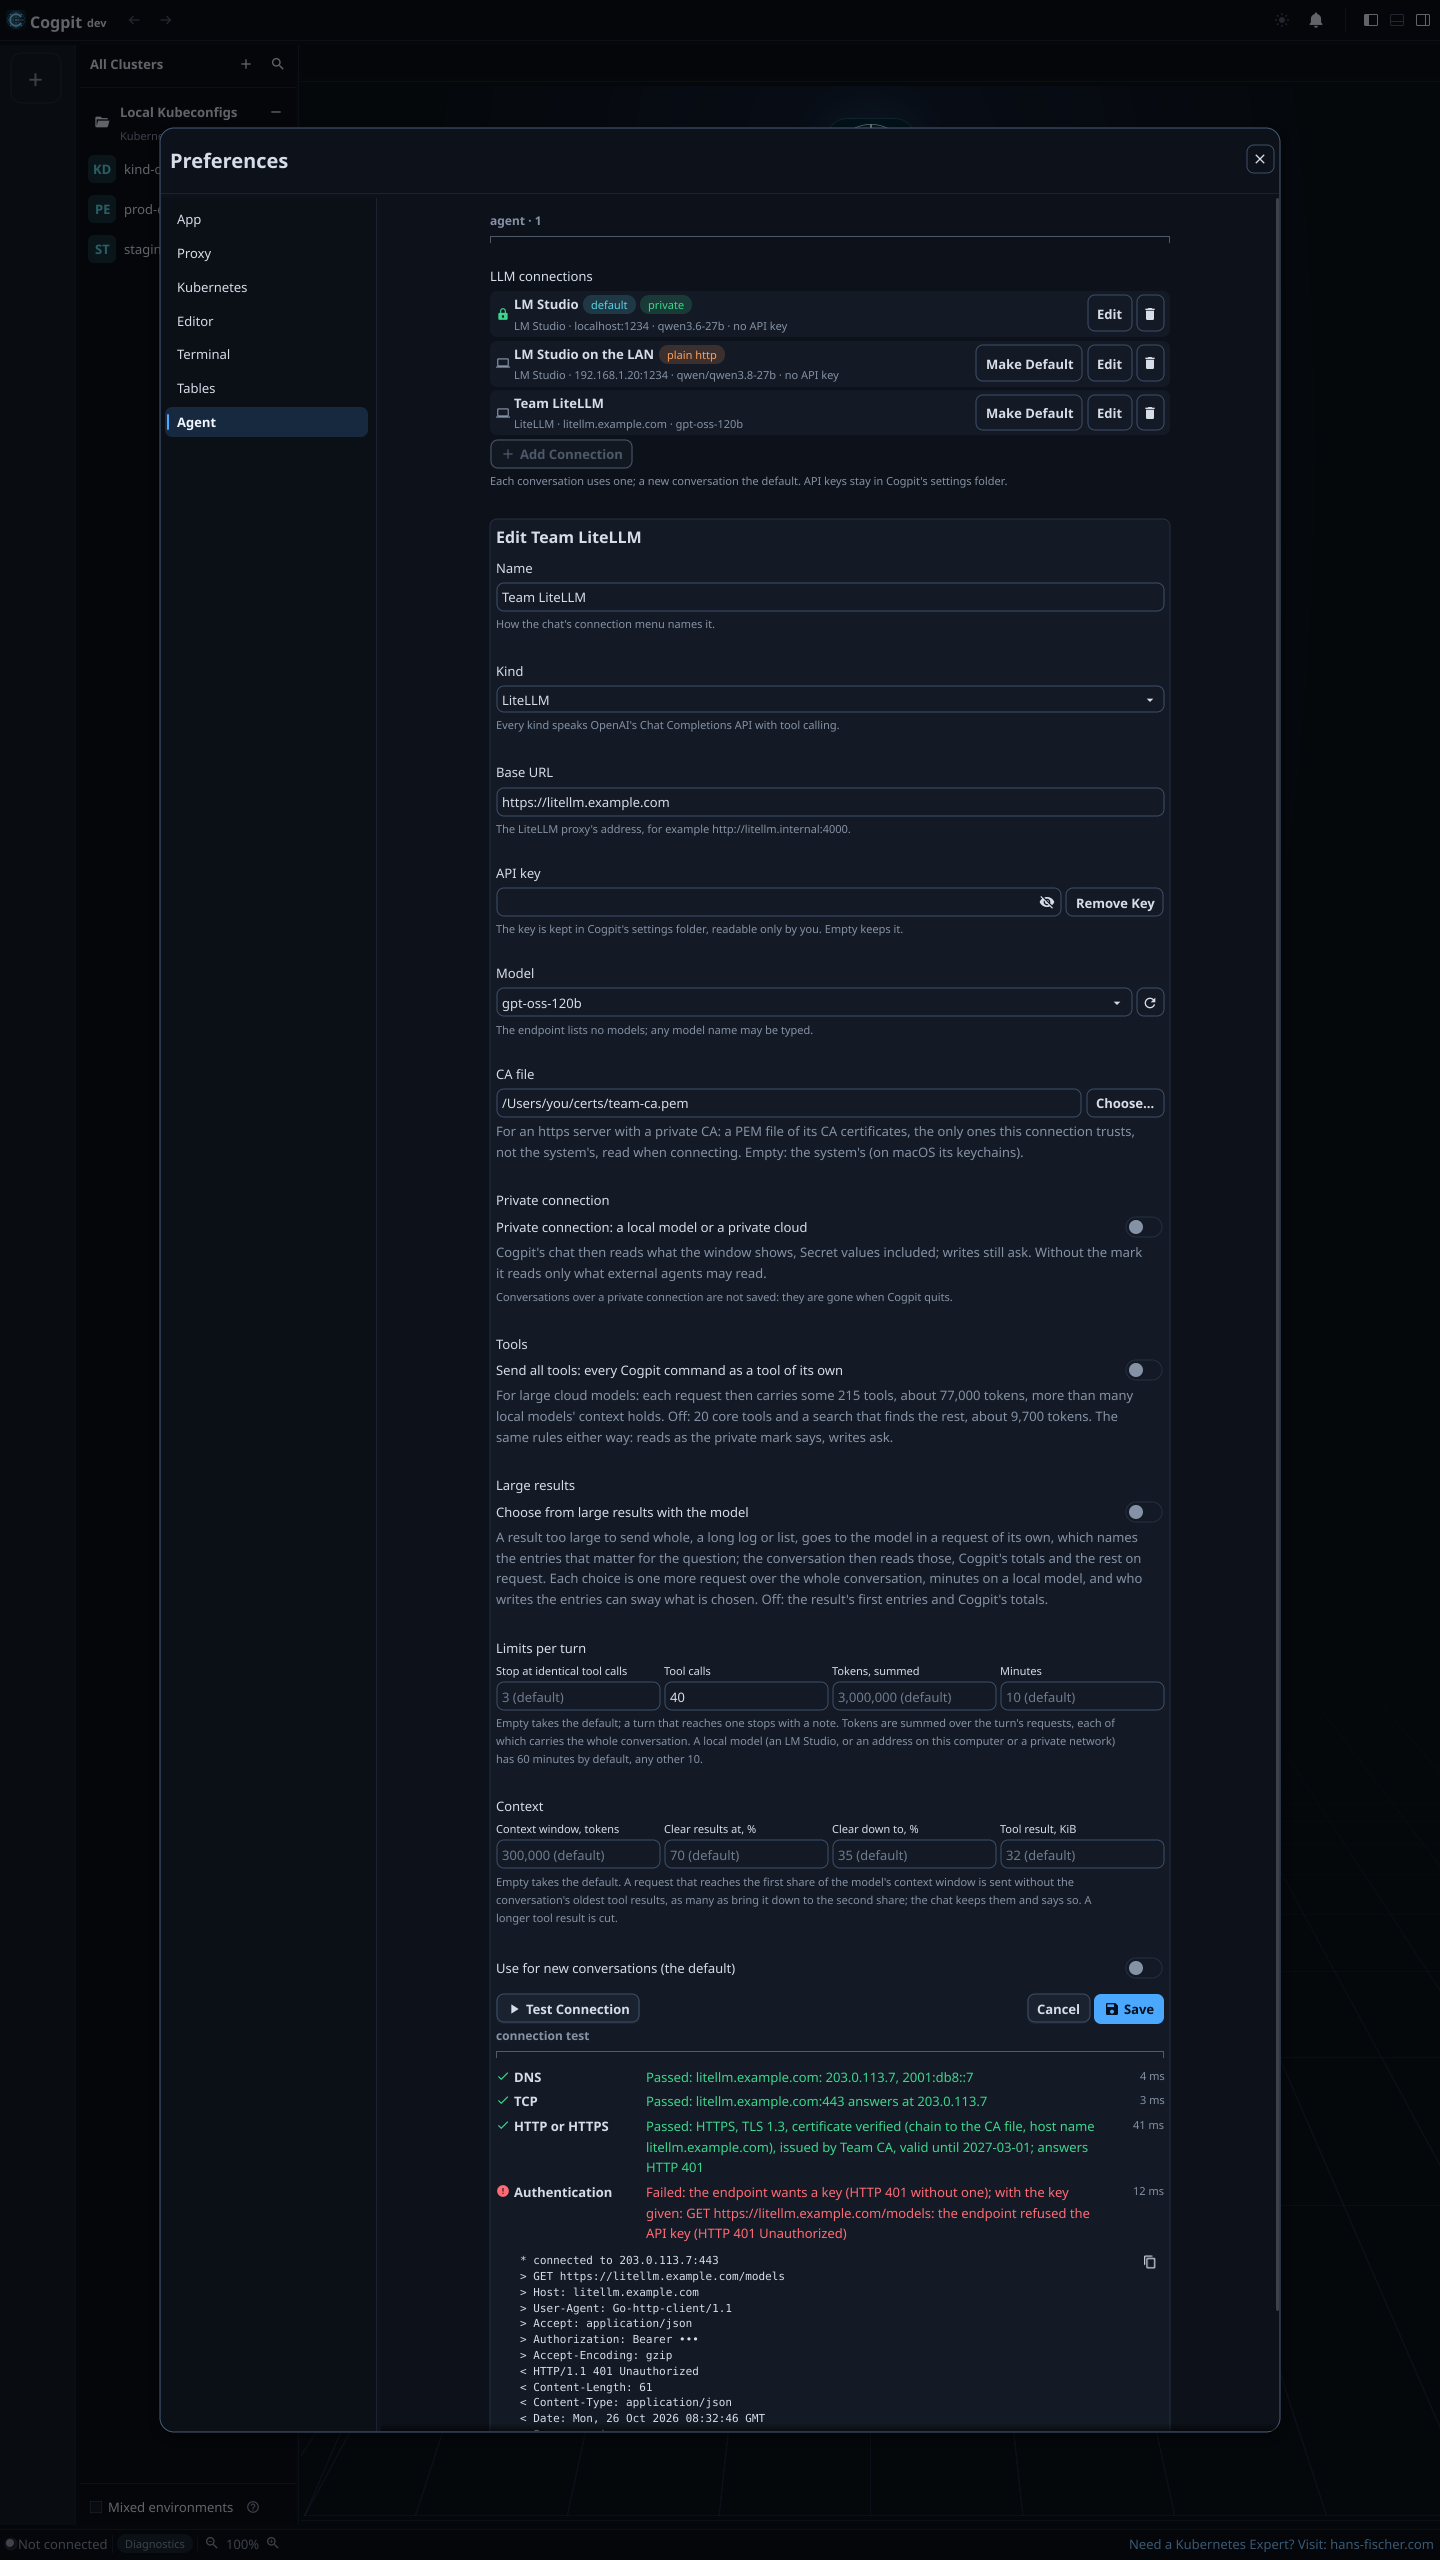 Cogpit dev
All Clusters
Local Kubeconfigs
KD kind-
PE prod-
ST stagin
Preferences
App
Proxy
Kubernetes
Editor
Terminal
Tables
Agent
agent · 1
LLM connections
LM Studio default private
LM Studio · localhost:1234 · qwen3.6-27b · no API key
Edit
LM Studio on the LAN plain http
LM Studio · 192.168.1.20:1234 · qwen/qwen3.8-27b · no API key
Make Default Edit
Team LiteLLM
LiteLLM · litellm.example.com · gpt-oss-120b
Make Default Edit
+ Add Connection
Each conversation uses one; a new conversation the default. API keys stay in Cogpit's settings folder.
Edit Team LiteLLM
Name
Team LiteLLM
How the chat's connection menu names it.
Kind
LiteLLM
Every kind speaks OpenAI's Chat Completions API with tool calling.
Base URL
https://litellm.example.com
The LiteLLM proxy's address, for example http://litellm.internal:4000.
API key
Remove Key
The key is kept in Cogpit's settings folder, readable only by you. Empty keeps it.
Model
gpt-oss-120b
The endpoint lists no models; any model name may be typed.
CA file
/Users/you/certs/team-ca.pem
Choose...
For an https server with a private CA: a PEM file of its CA certificates, the only ones this connection trusts,
not the system's, read when connecting. Empty: the system's (on macOS its keychains).
Private connection
Private connection: a local model or a private cloud
Cogpit's chat then reads what the window shows, Secret values included; writes still ask. Without the mark
it reads only what external agents may read.
Conversations over a private connection are not saved: they are gone when Cogpit quits.
Tools
Send all tools: every Cogpit command as a tool of its own
For large cloud models: each request then carries some 215 tools, about 77,000 tokens, more than many
local models' context holds. Off: 20 core tools and a search that finds the rest, about 9,700 tokens. The
same rules either way: reads as the private mark says, writes ask.
Large results
Choose from large results with the model
A result too large to send whole, a long log or list, goes to the model in a request of its own, which names
the entries that matter for the question; the conversation then reads those, Cogpit's totals and the rest on
request. Each choice is one more request over the whole conversation, minutes on a local model, and who
writes the entries can sway what is chosen. Off: the result's first entries and Cogpit's totals.
Limits per turn
Stop at identical tool calls Tool calls Tokens, summed Minutes
3 (default) 40 3,000,000 (default) 10 (default)
Empty takes the default; a turn that reaches one stops with a note. Tokens are summed over the turn's requests, each of
which carries the whole conversation. A local model (an LM Studio, or an address on this computer or a private network)
has 60 minutes by default, any other 10.
Context
Context window, tokens Clear results at, % Clear down to, % Tool result, KiB
300,000 (default) 70 (default) 35 (default) 32 (default)
Empty takes the default. A request that reaches the first share of the model's context window is sent without the
conversation's oldest tool results, as many as bring it down to the second share; the chat keeps them and says so. A
longer tool result is cut.
Use for new conversations (the default)
Test Connection Cancel Save
connection test
DNS Passed: litellm.example.com: 203.0.113.7, 2001:db8::7 4 ms
TCP Passed: litellm.example.com:443 answers at 203.0.113.7 3 ms
HTTP or HTTPS Passed: HTTPS, TLS 1.3, certificate verified (chain to the CA file, host name 41 ms
litellm.example.com), issued by Team CA, valid until 2027-03-01; answers
HTTP 401
Authentication Failed: the endpoint wants a key (HTTP 401 without one); with the key 12 ms
given: GET https://litellm.example.com/models: the endpoint refused the
API key (HTTP 401 Unauthorized)
* connected to 203.0.113.7:443
> GET https://litellm.example.com/models
> Host: litellm.example.com
> User-Agent: Go-http-client/1.1
> Accept: application/json
> Authorization: Bearer •••
> Accept-Encoding: gzip
< HTTP/1.1 401 Unauthorized
< Content-Length: 61
< Content-Type: application/json
< Date: Mon, 26 Oct 2026 08:32:46 GMT
Mixed environments
Not connected Diagnostics 100%
Need a Kubernetes Expert? Visit: hans-fischer.com